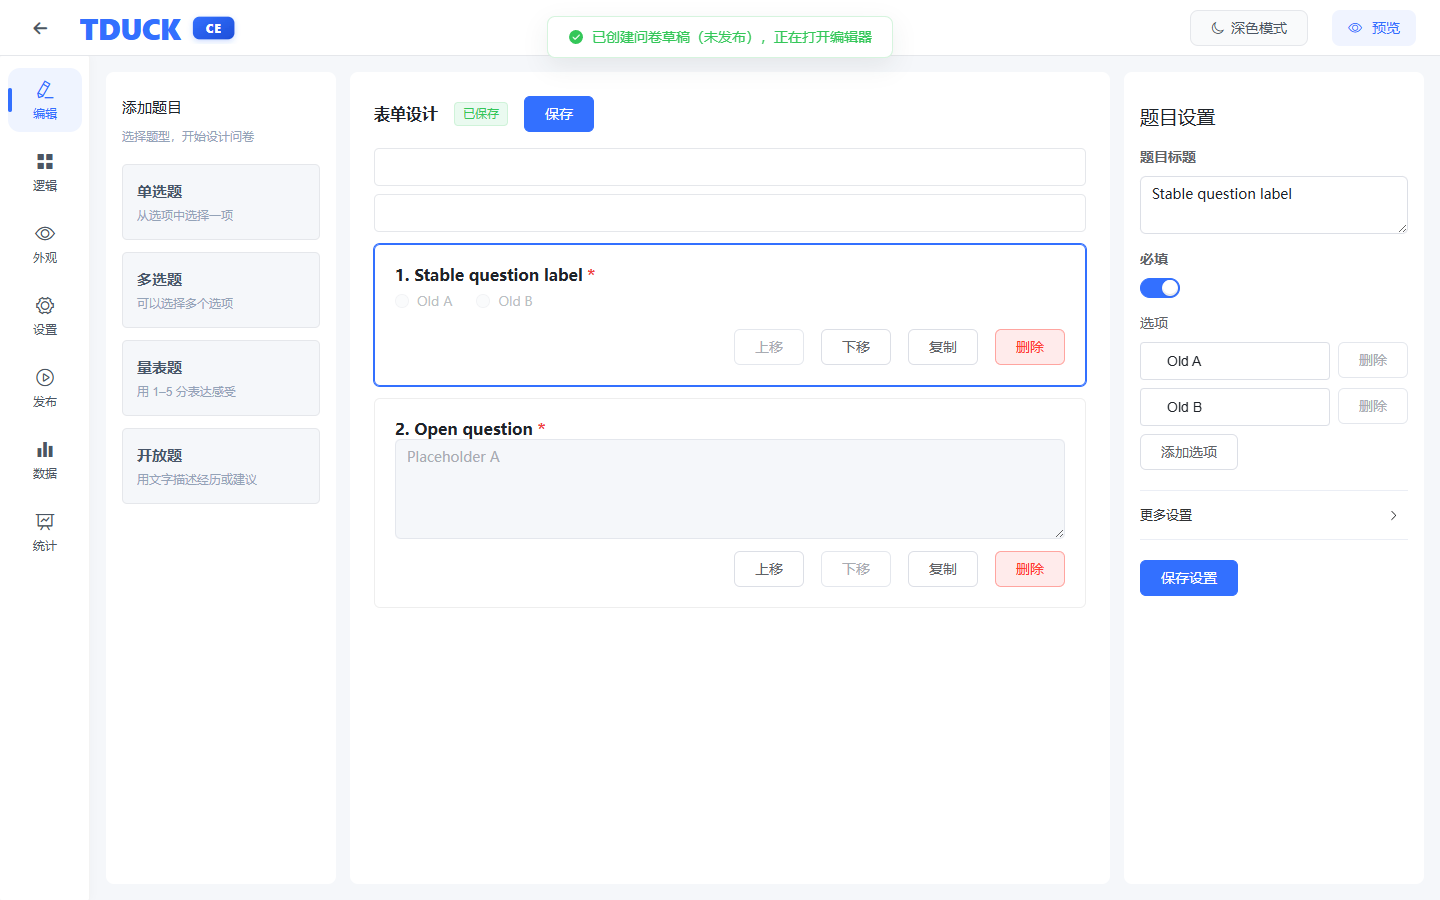 TDUCK CE
已创建问卷草稿（未发布），正在打开编辑器
深色模式
预览
编辑
逻辑
外观
设置
发布
数据
统计
添加题目
选择题型，开始设计问卷
单选题
从选项中选择一项
多选题
可以选择多个选项
量表题
用 1–5 分表达感受
开放题
用文字描述经历或建议
表单设计 已保存 保存
1. Stable question label *
Old A Old B
上移 下移 复制 删除
2. Open question *
Placeholder A
上移 下移 复制 删除
题目设置
题目标题
Stable question label
必填
选项
Old A 删除
Old B 删除
添加选项
更多设置
保存设置